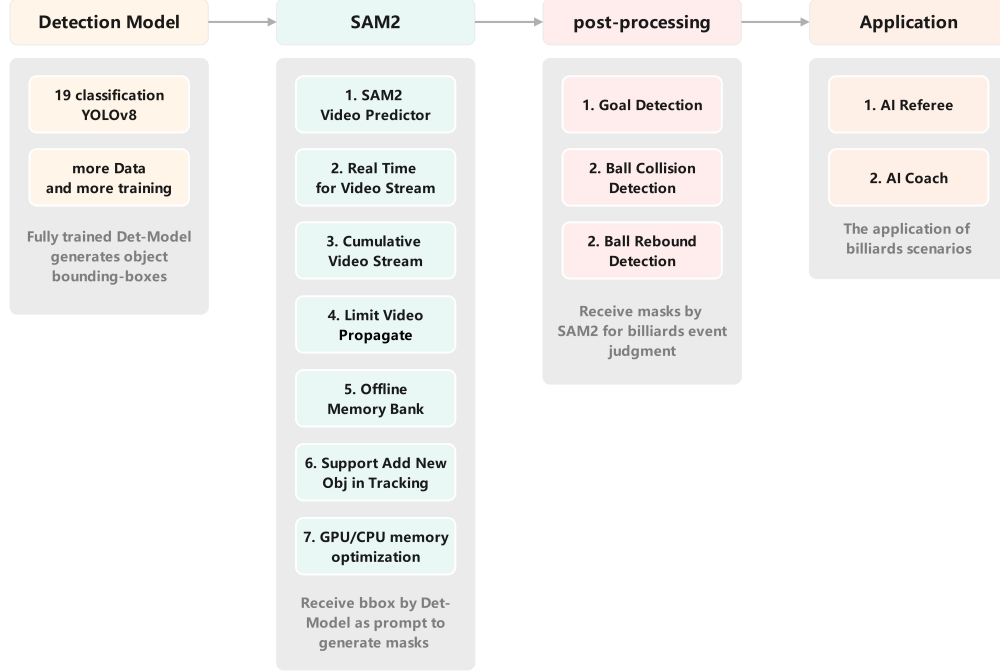 Detection Model
SAM2
post-processing
Application
19 classification
YOLOv8
more Data
and more training
Fully trained Det-Model
generates object
bounding-boxes
1. SAM2
Video Predictor
2. Real Time
for Video Stream
3. Cumulative
Video Stream
4. Limit Video
Propagate
5. Offline
Memory Bank
6. Support Add New
Obj in Tracking
7. GPU/CPU memory
optimization
Receive bbox by Det-
Model as prompt to
generate masks
1. Goal Detection
2. Ball Collision
Detection
2. Ball Rebound
Detection
Receive masks by
SAM2 for billiards event
judgment
1. AI Referee
2. AI Coach
The application of
billiards scenarios